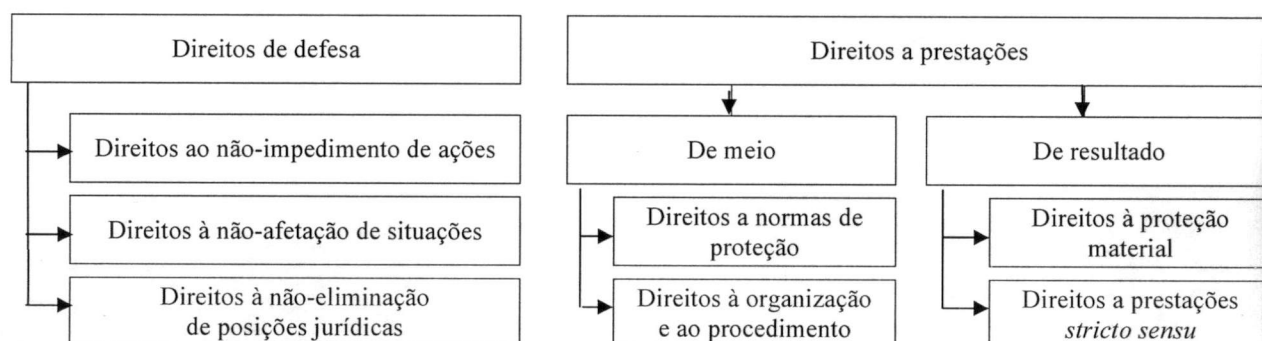 Direitos de defesa
Direitos ao não-impedimento de ações
Direitos à não-afetação de situações
Direitos à não-eliminação
de posições jurídicas
Direitos a prestações
De meio
Direitos a normas de
proteção
Direitos à organização
e ao procedimento
De resultado
Direitos à proteção
material
Direitos a prestações
stricto sensu